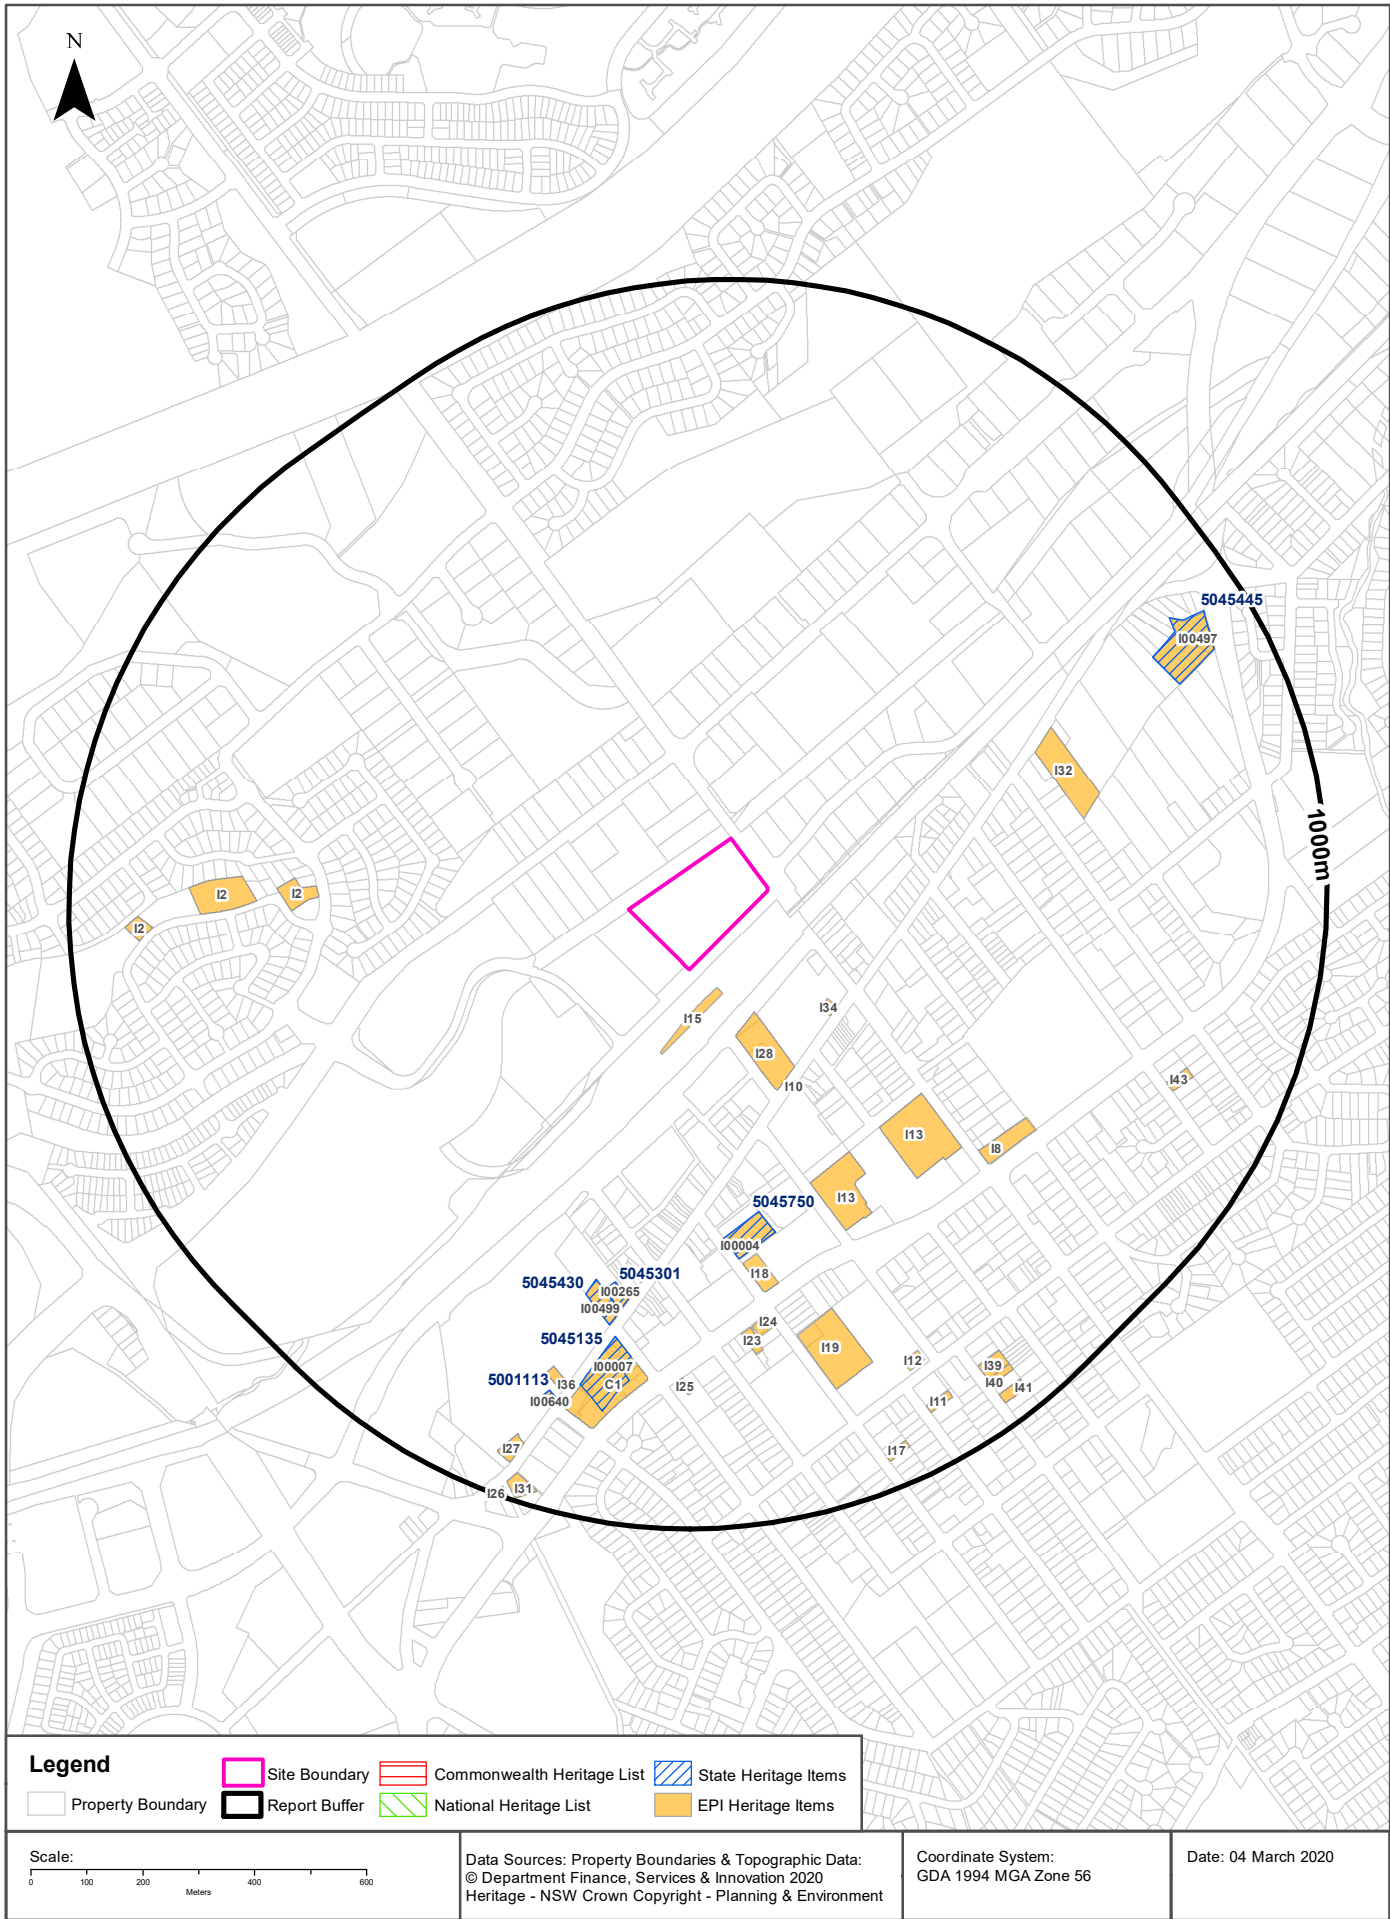 N
5045445
I00497
I32
1000m
I2
I2
I2
I15
I34
I28
I10
I43
I13
I8
I13
5045750
I00004
I18
5045430
5045301
I00265
I00499
I24
I23
I19
5045135
I00007
C1
5001113
I36
I00640
I25
I12
I39
I40
I41
I11
I17
I27
I26
I31
Legend
Property Boundary
Site Boundary
Report Buffer
Commonwealth Heritage List
National Heritage List
State Heritage Items
EPI Heritage Items
Scale:
0 100 200 400 600
Meters
Data Sources: Property Boundaries & Topographic Data:
© Department Finance, Services & Innovation 2020
Heritage - NSW Crown Copyright - Planning & Environment
Coordinate System:
GDA 1994 MGA Zone 56
Date: 04 March 2020